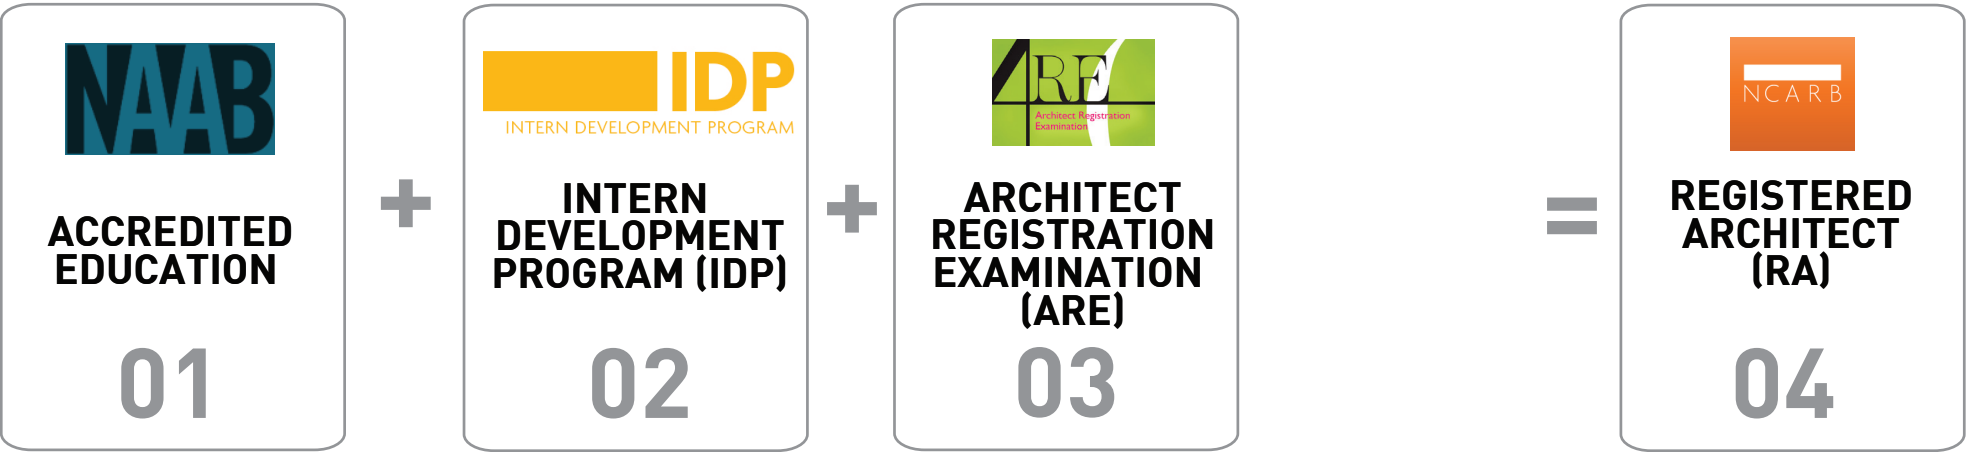 NAAB
ACCREDITED
EDUCATION
01
+
IDP
INTERN DEVELOPMENT PROGRAM
INTERN
DEVELOPMENT
PROGRAM (IDP)
02
+
ARE
Architect Registration
Examination
ARCHITECT
REGISTRATION
EXAMINATION
(ARE)
03
=
NCARB
REGISTERED
ARCHITECT
(RA)
04